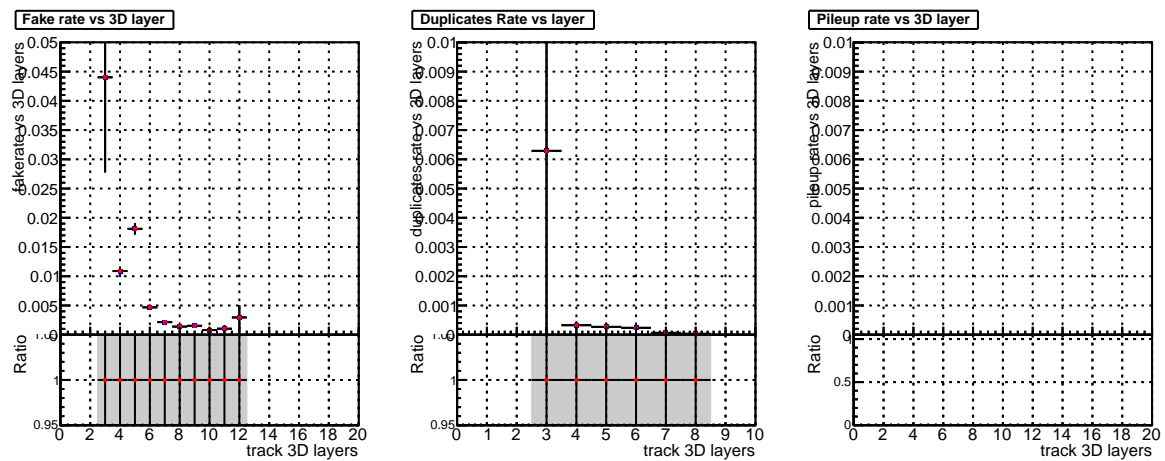 Fake rate vs 3D layer
fakerate vs 3D layers
0.05
0.045
0.04
0.035
0.03
0.025
0.02
0.015
0.01
0.005
0
Ratio
1
0.95
0 2 4 6 8 10 12 14 16 18 20
track 3D layers
Duplicates Rate vs layer
duplicates rate vs 3D layers
0.01
0.009
0.008
0.007
0.006
0.005
0.004
0.003
0.002
0.001
0
Ratio
1
0.95
0 1 2 3 4 5 6 7 8 9 10
track 3D layers
Pileup rate vs 3D layer
pileup rate vs 3D layers
0.01
0.009
0.008
0.007
0.006
0.005
0.004
0.003
0.002
0.001
0
Ratio
1
0.5
0
0 2 4 6 8 10 12 14 16 18 20
track 3D layers